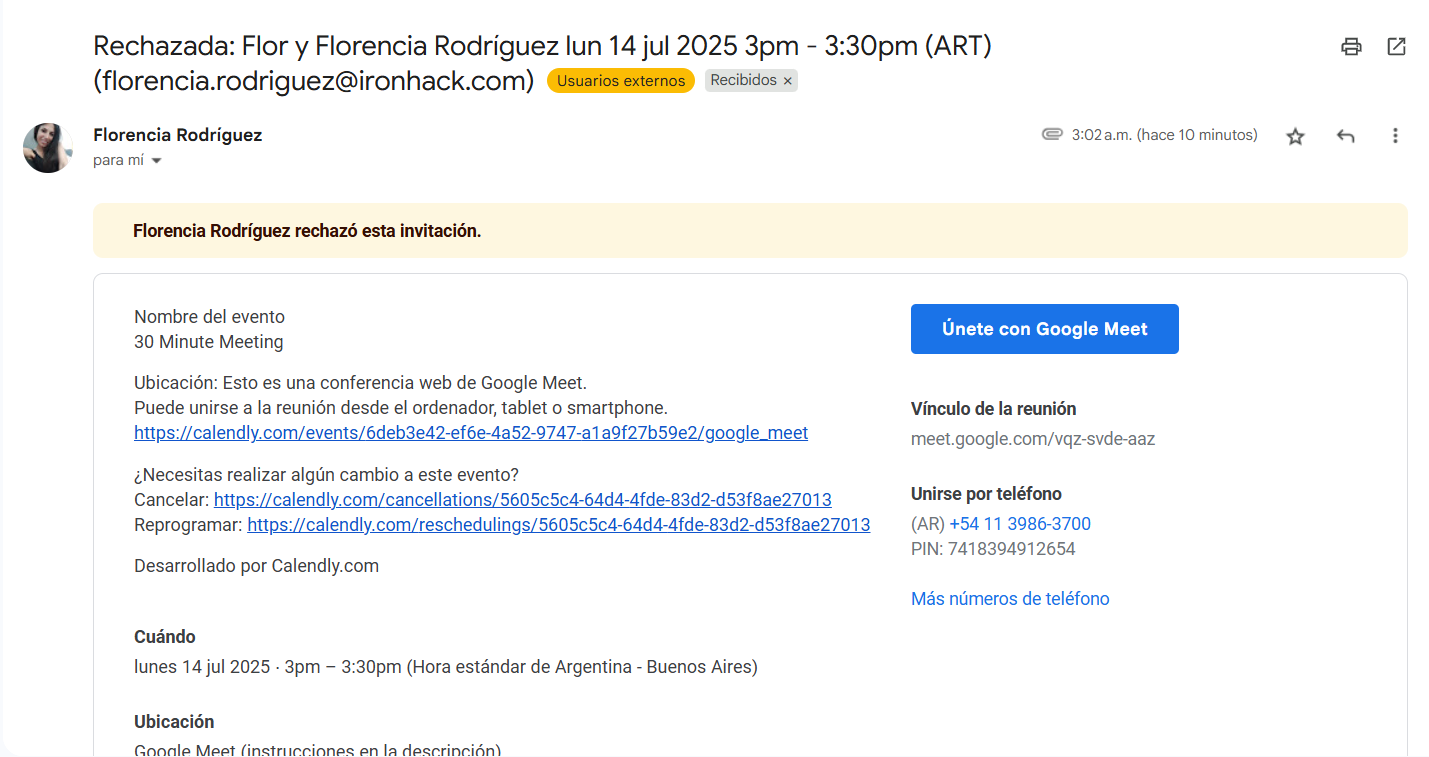 Rechazada: Flor y Florencia Rodríguez lun 14 jul 2025 3pm - 3:30pm (ART)
(florencia.rodriguez@ironhack.com) Usuarios externos Recibidos ×
Florencia Rodríguez
3:02 a.m. (hace 10 minutos)
para mí
Florencia Rodríguez rechazó esta invitación.
Nombre del evento
30 Minute Meeting
Ubicación: Esto es una conferencia web de Google Meet.
Puede unirse a la reunión desde el ordenador, tablet o smartphone.
https://calendly.com/events/6deb3e42-ef6e-4a52-9747-a1a9f27b59e2/google_meet
¿Necesitas realizar algún cambio a este evento?
Cancelar: https://calendly.com/cancellations/5605c5c4-64d4-4fde-83d2-d53f8ae27013
Reprogramar: https://calendly.com/reschedulings/5605c5c4-64d4-4fde-83d2-d53f8ae27013
Desarrollado por Calendly.com
Cuándo
lunes 14 jul 2025 · 3pm – 3:30pm (Hora estándar de Argentina - Buenos Aires)
Ubicación
Google Meet (instrucciones en la descripción)
Únete con Google Meet
Vínculo de la reunión
meet.google.com/vqz-svde-aaz
Unirse por teléfono
(AR) +54 11 3986-3700
PIN: 7418394912654
Más números de teléfono